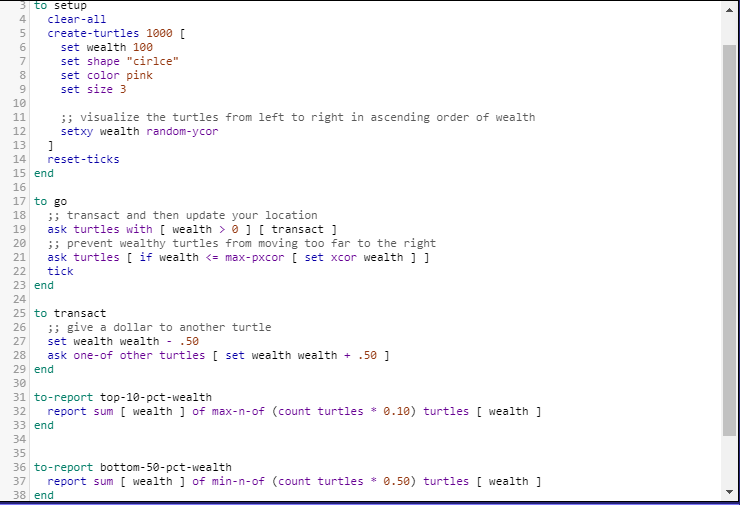 3 to setup
4   clear-all
5   create-turtles 1000 [
6     set wealth 100
7     set shape "cirlce"
8     set color pink
9     set size 3
10
11     ;; visualize the turtles from left to right in ascending order of wealth
12     setxy wealth random-ycor
13   ]
14   reset-ticks
15 end
16
17 to go
18   ;; transact and then update your location
19   ask turtles with [ wealth > 0 ] [ transact ]
20   ;; prevent wealthy turtles from moving too far to the right
21   ask turtles [ if wealth <= max-pxcor [ set xcor wealth ] ]
22   tick
23 end
24
25 to transact
26   ;; give a dollar to another turtle
27   set wealth wealth - .50
28   ask one-of other turtles [ set wealth wealth + .50 ]
29 end
30
31 to-report top-10-pct-wealth
32   report sum [ wealth ] of max-n-of (count turtles * 0.10) turtles [ wealth ]
33 end
34
35
36 to-report bottom-50-pct-wealth
37   report sum [ wealth ] of min-n-of (count turtles * 0.50) turtles [ wealth ]
38 end